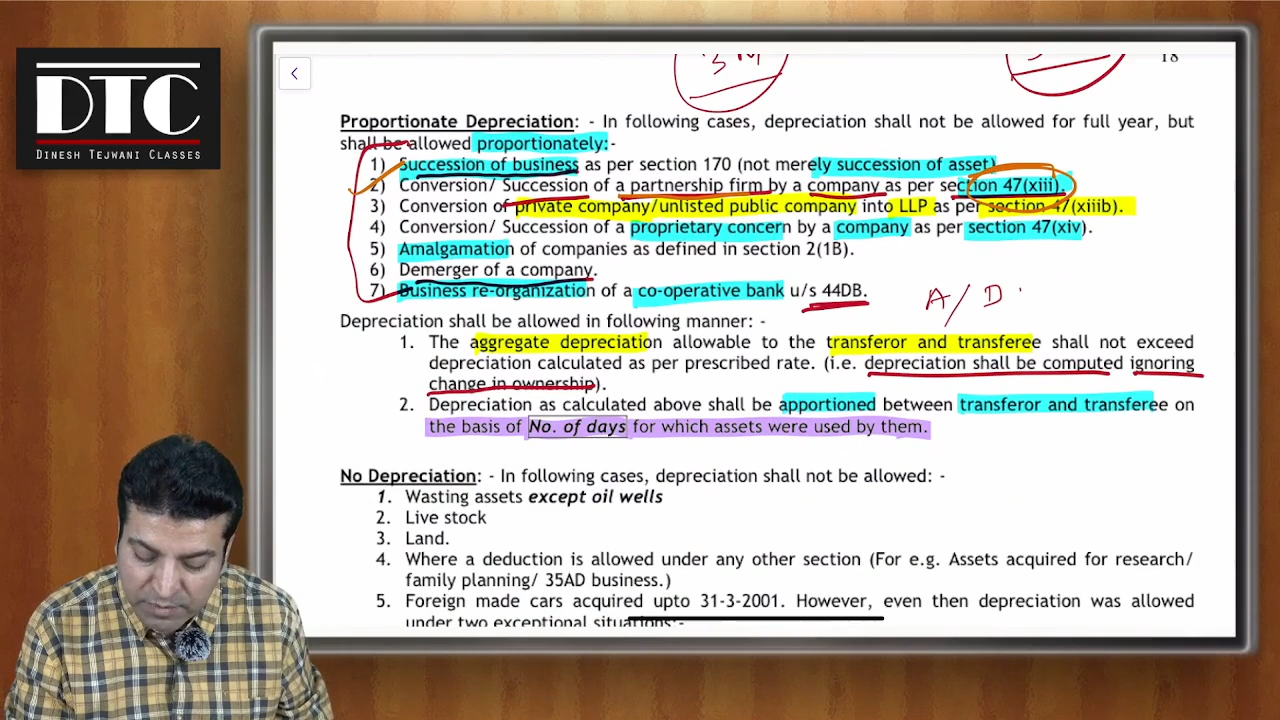 DTC
DINESH TEJWANI CLASSES
18
Proportionate Depreciation: - In following cases, depreciation shall not be allowed for full year, but
shall be allowed proportionately:-
1) Succession of business as per section 170 (not merely succession of asset)
2) Conversion/ Succession of a partnership firm by a company as per section 47(xiii).
3) Conversion of private company/unlisted public company into LLP as per section 47(xiiib).
4) Conversion/ Succession of a proprietary concern by a company as per section 47(xiv).
5) Amalgamation of companies as defined in section 2(1B).
6) Demerger of a company.
7) Business re-organization of a co-operative bank u/s 44DB.
A/D
Depreciation shall be allowed in following manner: -
1. The aggregate depreciation allowable to the transferor and transferee shall not exceed
depreciation calculated as per prescribed rate. (i.e. depreciation shall be computed ignoring
change in ownership).
2. Depreciation as calculated above shall be apportioned between transferor and transferee on
the basis of No. of days for which assets were used by them.
No Depreciation: - In following cases, depreciation shall not be allowed: -
1. Wasting assets except oil wells
2. Live stock
3. Land.
4. Where a deduction is allowed under any other section (For e.g. Assets acquired for research/
family planning/ 35AD business.)
5. Foreign made cars acquired upto 31-3-2001. However, even then depreciation was allowed
under two exceptional situations:-